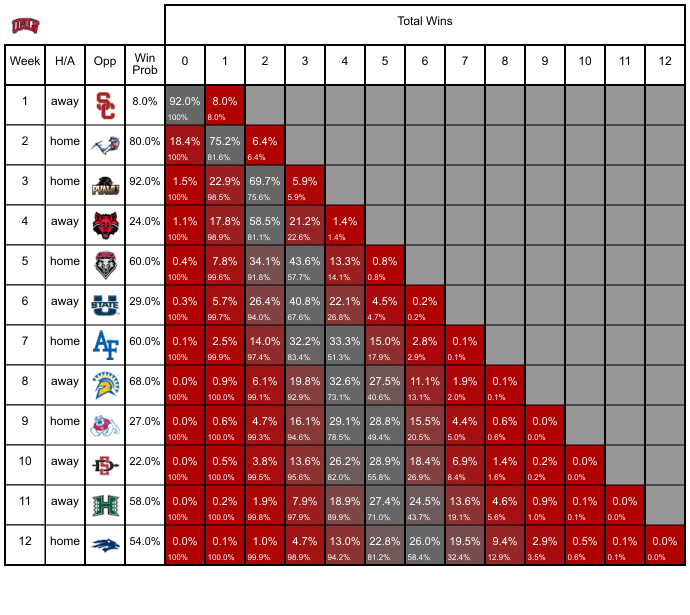 UNLV
Total Wins
Week H/A Opp Win Prob 0 1 2 3 4 5 6 7 8 9 10 11 12
1 away SC 8.0% 92.0% 8.0%
100% 8.0%
2 home 80.0% 18.4% 75.2% 6.4%
100% 81.6% 6.4%
3 home PVAMU 92.0% 1.5% 22.9% 69.7% 5.9%
100% 98.5% 75.6% 5.9%
4 away 24.0% 1.1% 17.8% 58.5% 21.2% 1.4%
100% 98.9% 81.1% 22.6% 1.4%
5 home 60.0% 0.4% 7.8% 34.1% 43.6% 13.3% 0.8%
100% 99.6% 91.8% 57.7% 14.1% 0.8%
6 away U STATE 29.0% 0.3% 5.7% 26.4% 40.8% 22.1% 4.5% 0.2%
100% 99.7% 94.0% 67.6% 26.8% 4.7% 0.2%
7 home AF 60.0% 0.1% 2.5% 14.0% 32.2% 33.3% 15.0% 2.8% 0.1%
100% 99.9% 97.4% 83.4% 51.3% 17.9% 2.9% 0.1%
8 away 68.0% 0.0% 0.9% 6.1% 19.8% 32.6% 27.5% 11.1% 1.9% 0.1%
100% 100.0% 99.1% 92.9% 73.1% 40.6% 13.1% 2.0% 0.1%
9 home 27.0% 0.0% 0.6% 4.7% 16.1% 29.1% 28.8% 15.5% 4.4% 0.6% 0.0%
100% 100.0% 99.3% 94.6% 78.5% 49.4% 20.5% 5.0% 0.6% 0.0%
10 away SD 22.0% 0.0% 0.5% 3.8% 13.6% 26.2% 28.9% 18.4% 6.9% 1.4% 0.2% 0.0%
100% 100.0% 99.5% 95.6% 82.0% 55.8% 26.9% 8.4% 1.6% 0.2% 0.0%
11 away H 58.0% 0.0% 0.2% 1.9% 7.9% 18.9% 27.4% 24.5% 13.6% 4.6% 0.9% 0.1% 0.0%
100% 100.0% 99.8% 97.9% 89.9% 71.0% 43.7% 19.1% 5.6% 1.0% 0.1% 0.0%
12 home 54.0% 0.0% 0.1% 1.0% 4.7% 13.0% 22.8% 26.0% 19.5% 9.4% 2.9% 0.5% 0.1% 0.0%
100% 100.0% 99.9% 98.9% 94.2% 81.2% 58.4% 32.4% 12.9% 3.5% 0.6% 0.1% 0.0%